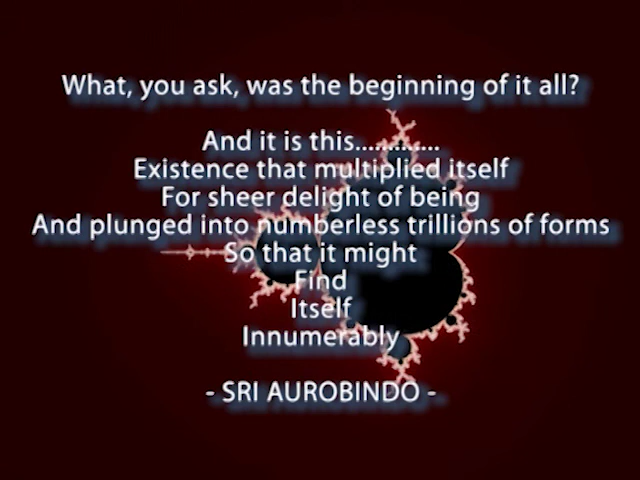 What, you ask, was the beginning of it all?
And it is this.............
Existence that multiplied itself
For sheer delight of being
And plunged into numberless trillions of forms
So that it might
Find
Itself
Innumerably
- SRI AUROBINDO -